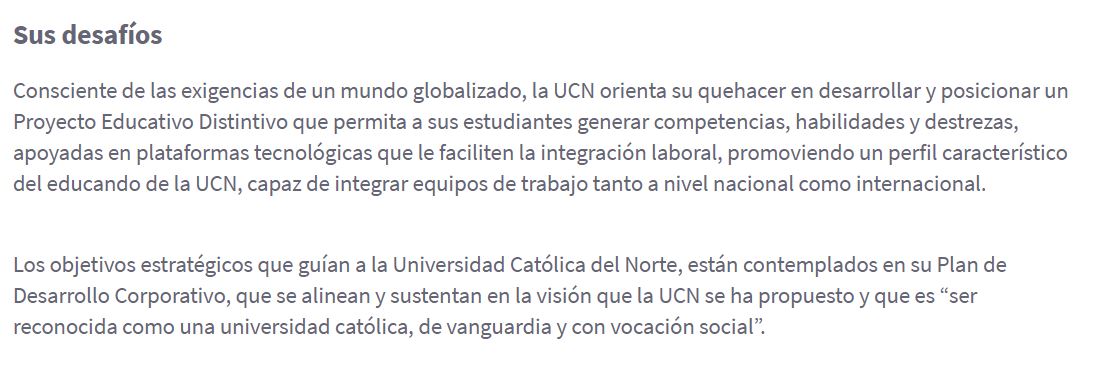 Sus desafíos
Consciente de las exigencias de un mundo globalizado, la UCN orienta su quehacer en desarrollar y posicionar un
Proyecto Educativo Distintivo que permita a sus estudiantes generar competencias, habilidades y destrezas,
apoyadas en plataformas tecnológicas que le faciliten la integración laboral, promoviendo un perfil característico
del educando de la UCN, capaz de integrar equipos de trabajo tanto a nivel nacional como internacional.
Los objetivos estratégicos que guían a la Universidad Católica del Norte, están contemplados en su Plan de
Desarrollo Corporativo, que se alinean y sustentan en la visión que la UCN se ha propuesto y que es “ser
reconocida como una universidad católica, de vanguardia y con vocación social”.